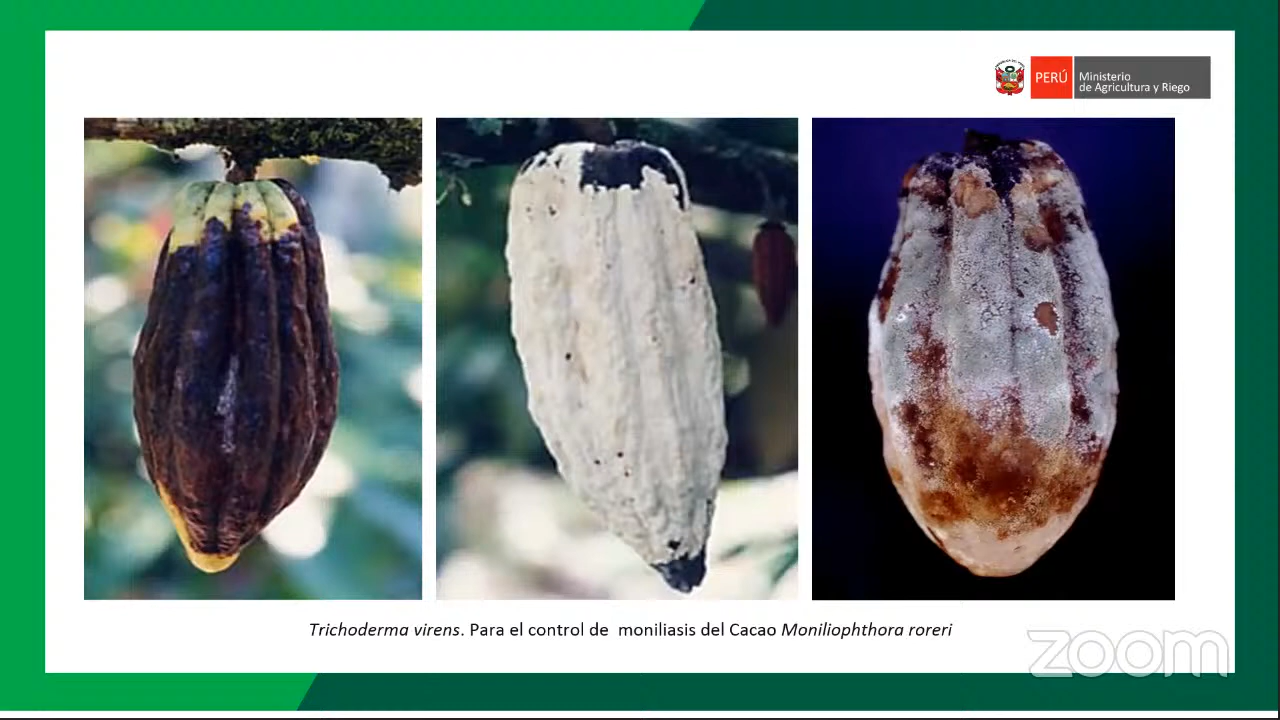 PERÚ
Ministerio
de Agricultura y Riego
Trichoderma virens. Para el control de moniliasis del Cacao Moniliophthora roreri
zoom